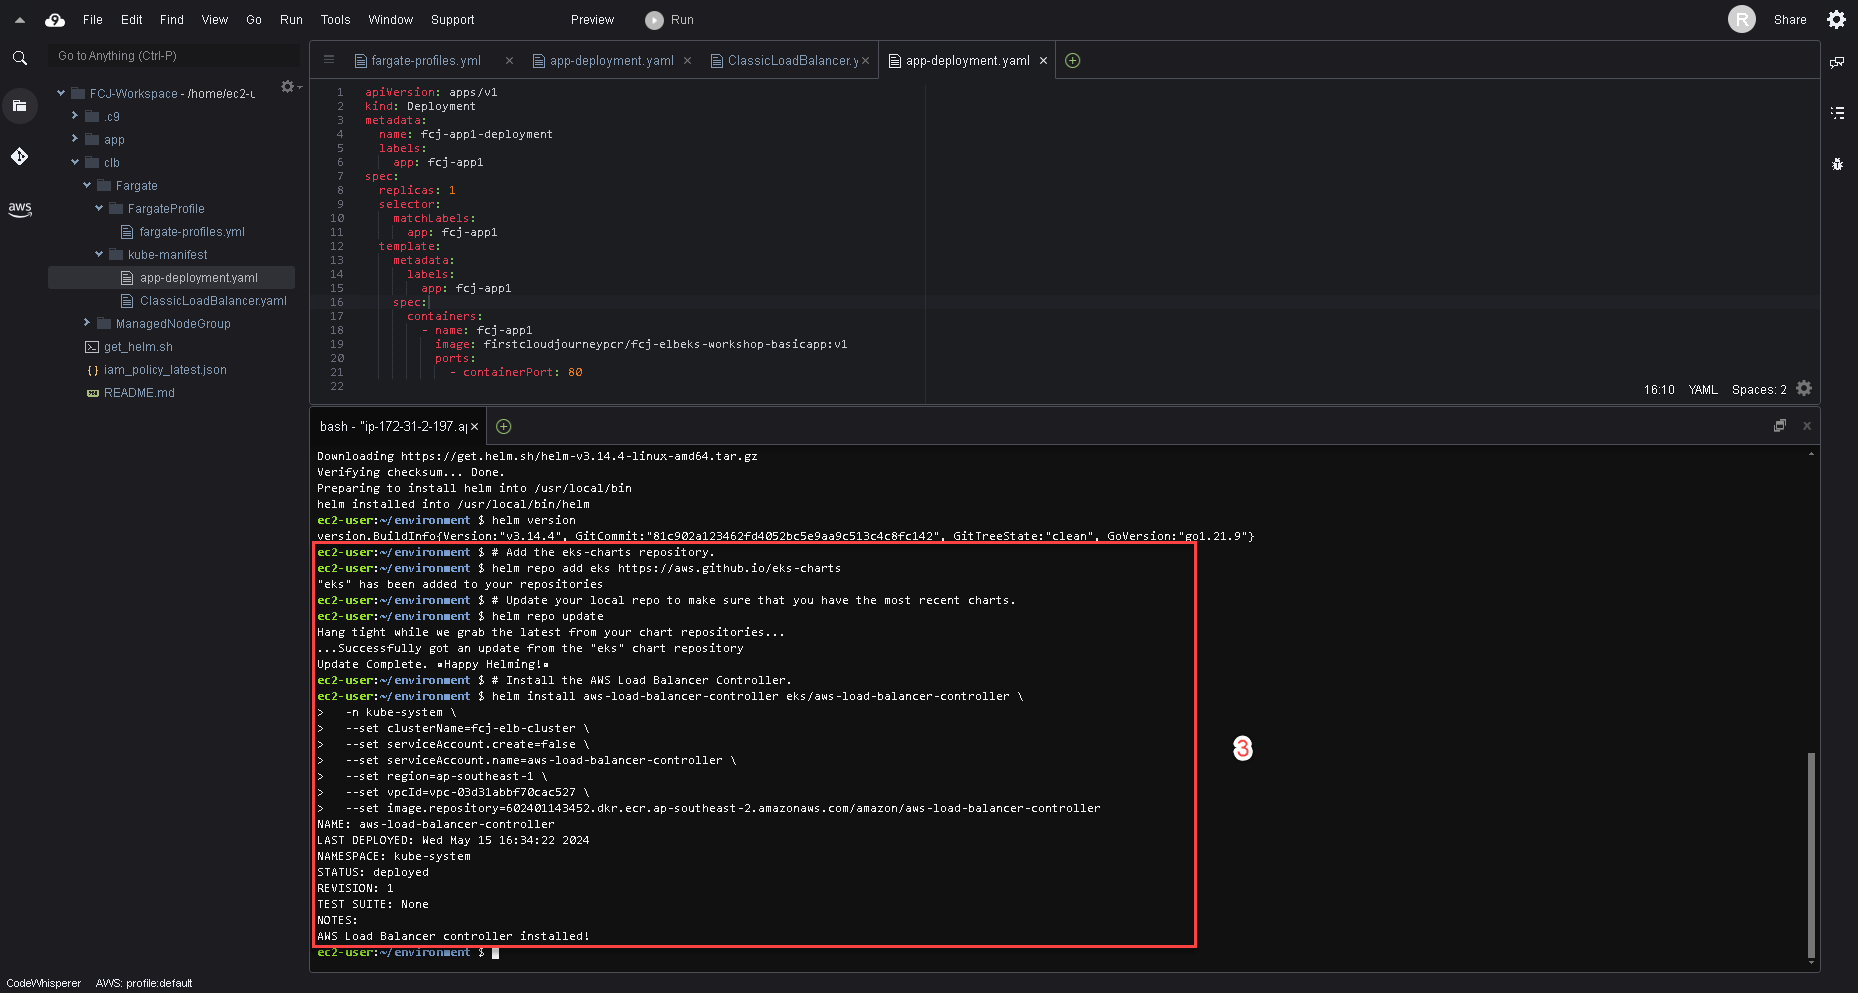 File Edit Find View Go Run Tools Window Support Preview Run R Share
Go to Anything (Ctrl-P)
FCJ-Workspace - /home/ec2-u
.c9
app
clb
Fargate
FargateProfile
fargate-profiles.yml
kube-manifest
app-deployment.yaml
ClassicLoadBalancer.yaml
ManagedNodeGroup
get_helm.sh
iam_policy_latest.json
README.md
aws
fargate-profiles.yml app-deployment.yaml ClassicLoadBalancer.y app-deployment.yaml
1 apiVersion: apps/v1
2 kind: Deployment
3 metadata:
4 name: fcj-app1-deployment
5 labels:
6 app: fcj-app1
7 spec:
8 replicas: 1
9 selector:
10 matchLabels:
11 app: fcj-app1
12 template:
13 metadata:
14 labels:
15 app: fcj-app1
16 spec:
17 containers:
18 - name: fcj-app1
19 image: firstcloudjourneypcr/fcj-elbeks-workshop-basicapp:v1
20 ports:
21 - containerPort: 80
22
16:10 YAML Spaces: 2
bash - "ip-172-31-2-197.ap
Downloading https://get.helm.sh/helm-v3.14.4-linux-amd64.tar.gz
Verifying checksum... Done.
Preparing to install helm into /usr/local/bin
helm installed into /usr/local/bin/helm
ec2-user:~/environment $ helm version
version.BuildInfo{Version:"v3.14.4", GitCommit:"81c902a123462fd4052bc5e9aa9c513c4c8fc142", GitTreeState:"clean", GoVersion:"go1.21.9"}
ec2-user:~/environment $ # Add the eks-charts repository.
ec2-user:~/environment $ helm repo add eks https://aws.github.io/eks-charts
"eks" has been added to your repositories
ec2-user:~/environment $ # Update your local repo to make sure that you have the most recent charts.
ec2-user:~/environment $ helm repo update
Hang tight while we grab the latest from your chart repositories...
...Successfully got an update from the "eks" chart repository
Update Complete. ⎈Happy Helming!⎈
ec2-user:~/environment $ # Install the AWS Load Balancer Controller.
ec2-user:~/environment $ helm install aws-load-balancer-controller eks/aws-load-balancer-controller \
> -n kube-system \
> --set clusterName=fcj-elb-cluster \
> --set serviceAccount.create=false \
> --set serviceAccount.name=aws-load-balancer-controller \
> --set region=ap-southeast-1 \
> --set vpcId=vpc-03d31abbf70cac527 \
> --set image.repository=602401143452.dkr.ecr.ap-southeast-2.amazonaws.com/amazon/aws-load-balancer-controller
NAME: aws-load-balancer-controller
LAST DEPLOYED: Wed May 15 16:34:22 2024
NAMESPACE: kube-system
STATUS: deployed
REVISION: 1
TEST SUITE: None
NOTES:
AWS Load Balancer controller installed!
ec2-user:~/environment $
3
CodeWhisperer AWS: profile:default